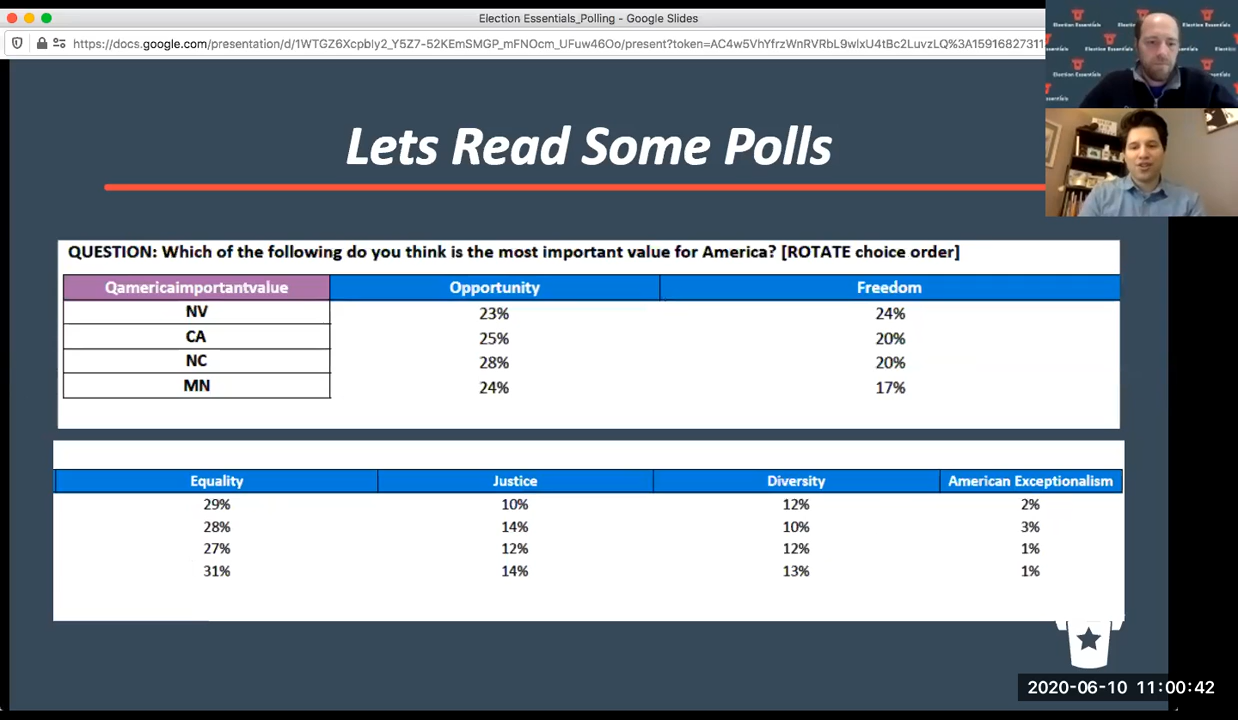 Election Essentials_Polling - Google Slides
https://docs.google.com/presentation/d/1WTGZ6Xcpbly2_Y5Z7-52KEmSMGP_mFNOcm_UFuw46Oo/present?token=AC4w5VhYfrzWnRVRbL9wlxU4tBc2LuvzLQ%3A15916827311
Election Essentials
Lets Read Some Polls
QUESTION: Which of the following do you think is the most important value for America? [ROTATE choice order]
Qamericaimportantvalue Opportunity Freedom
NV 23% 24%
CA 25% 20%
NC 28% 20%
MN 24% 17%
Equality Justice Diversity American Exceptionalism
29% 10% 12% 2%
28% 14% 10% 3%
27% 12% 12% 1%
31% 14% 13% 1%
2020-06-10 11:00:42